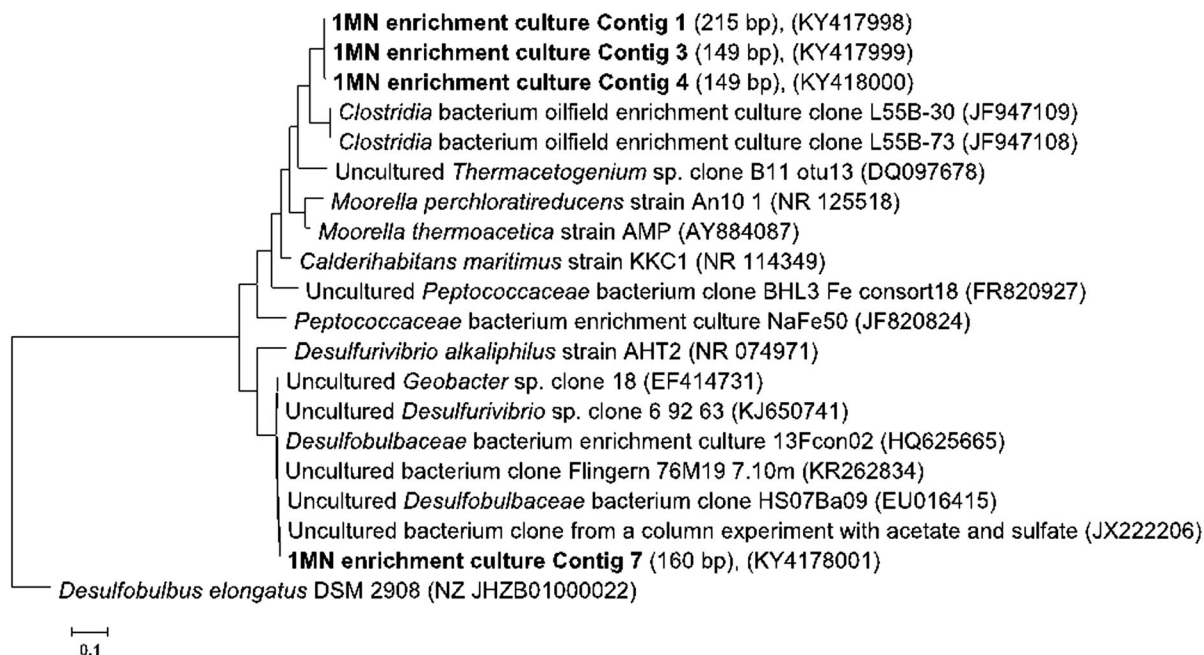 1MN enrichment culture Contig 1 (215 bp), (KY417998)
1MN enrichment culture Contig 3 (149 bp), (KY417999)
1MN enrichment culture Contig 4 (149 bp), (KY418000)
Clostridia bacterium oilfield enrichment culture clone L55B-30 (JF947109)
Clostridia bacterium oilfield enrichment culture clone L55B-73 (JF947108)
Uncultured Thermacetogenium sp. clone B11 otu13 (DQ097678)
Moorella perchloratireducens strain An10 1 (NR 125518)
Moorella thermoacetica strain AMP (AY884087)
Calderihabitans maritimus strain KKC1 (NR 114349)
Uncultured Peptococcaceae bacterium clone BHL3 Fe consort18 (FR820927)
Peptococcaceae bacterium enrichment culture NaFe50 (JF820824)
Desulfurivibrio alkaliphilus strain AHT2 (NR 074971)
Uncultured Geobacter sp. clone 18 (EF414731)
Uncultured Desulfurivibrio sp. clone 6 92 63 (KJ650741)
Desulfobulbaceae bacterium enrichment culture 13Fcon02 (HQ625665)
Uncultured bacterium clone Flingern 76M19 7.10m (KR262834)
Uncultured Desulfobulbaceae bacterium clone HS07Ba09 (EU016415)
Uncultured bacterium clone from a column experiment with acetate and sulfate (JX222206)
1MN enrichment culture Contig 7 (160 bp), (KY4178001)
Desulfobulbus elongatus DSM 2908 (NZ JHZB01000022)
0.1